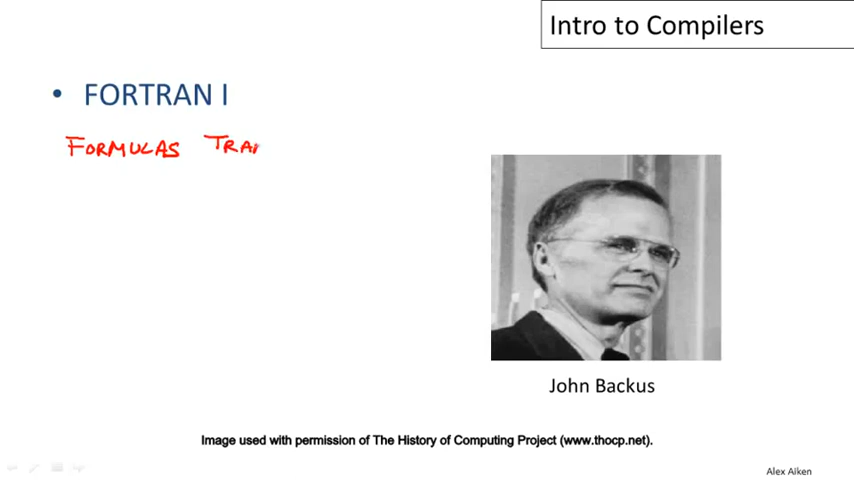 Intro to Compilers
• FORTRAN I
FORMULAS TRAN
John Backus
Image used with permission of The History of Computing Project (www.thocp.net).
Alex Aiken